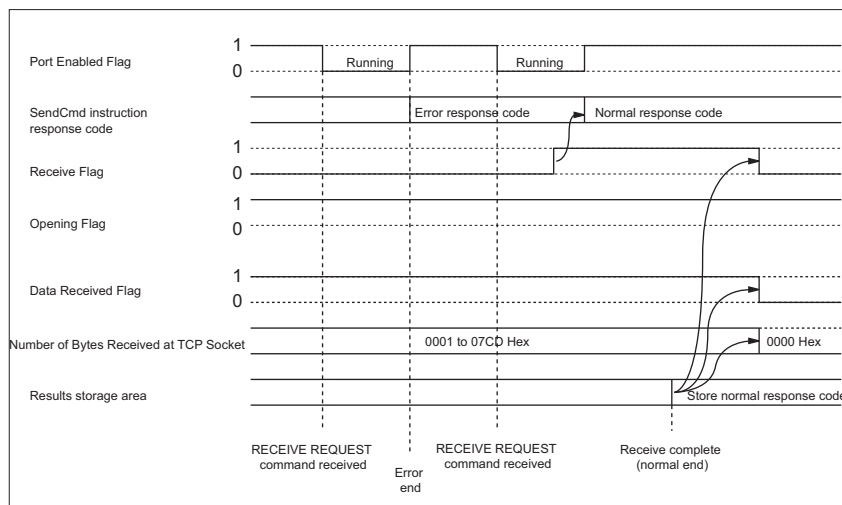 Port Enabled Flag
1
0
Running
Running
SendCmd instruction
response code
Error response code
Normal response code
Receive Flag
1
0
Opening Flag
1
0
Data Received Flag
1
0
Number of Bytes Received at TCP Socket
0001 to 07CD Hex
0000 Hex
Results storage area
Store normal response code
RECEIVE REQUEST
command received
Error
end
RECEIVE REQUEST
command received
Receive complete
(normal end)